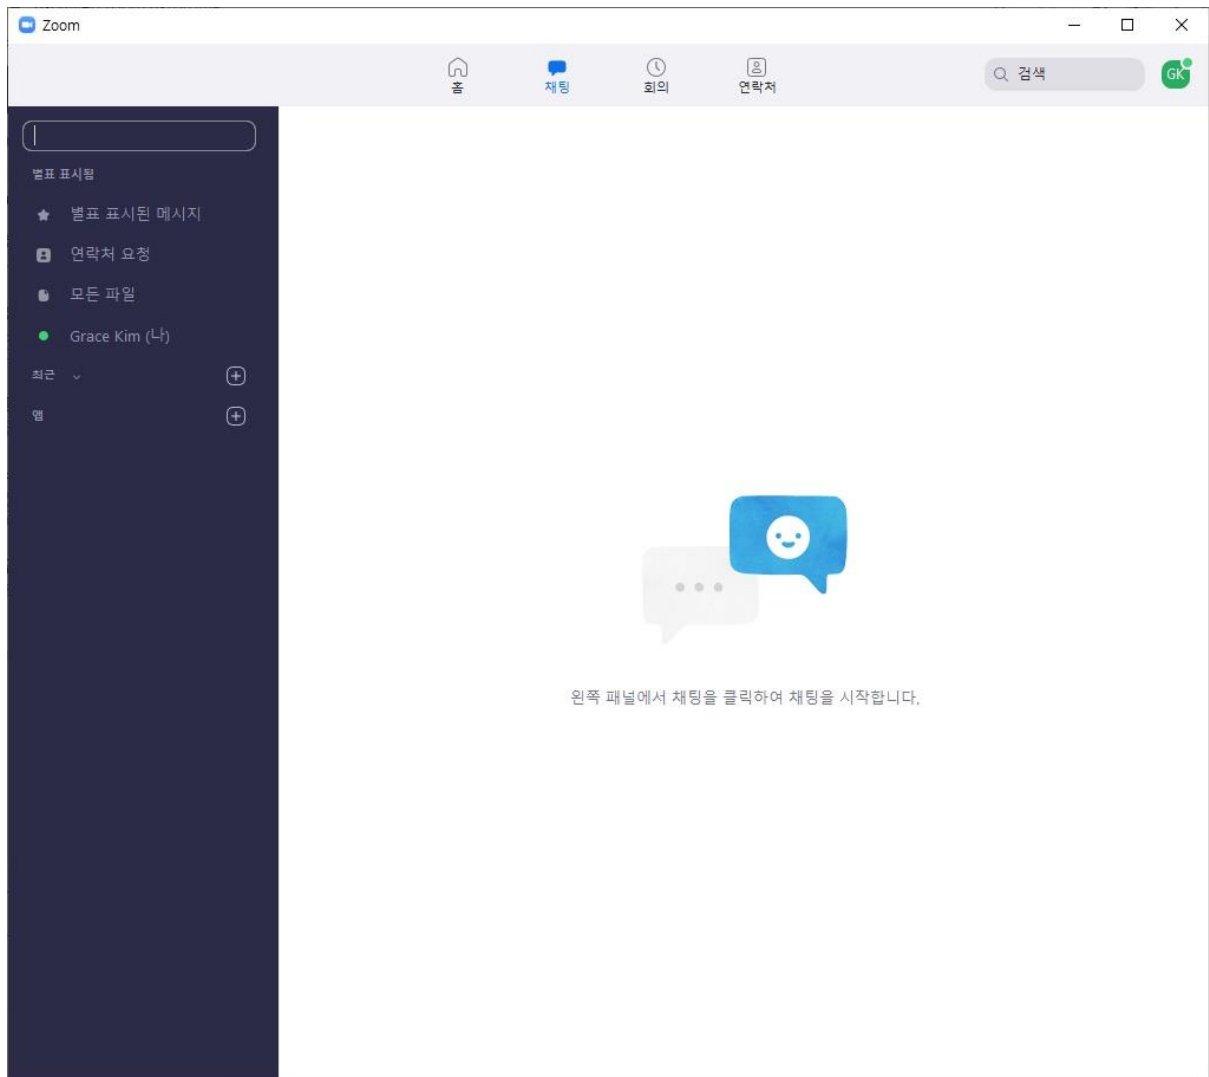 Zoom
홈
채팅
회의
연락처
검색
GK
별표 표시됨
별표 표시된 메시지
연락처 요청
모든 파일
Grace Kim (나)
최근
앱
왼쪽 패널에서 채팅을 클릭하여 채팅을 시작합니다.